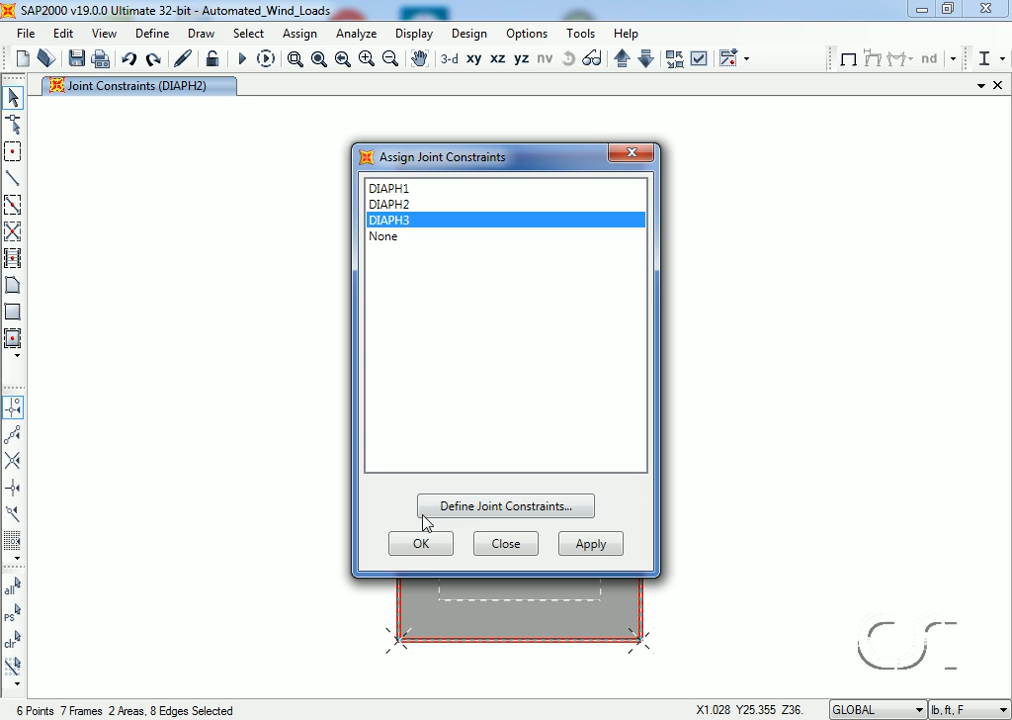 SAP2000 v19.0.0 Ultimate 32-bit - Automated_Wind_Loads
File Edit View Define Draw Select Assign Analyze Display Design Options Tools Help
3-d xy xz yz nv nd
Joint Constraints (DIAPH2)
Assign Joint Constraints
DIAPH1
DIAPH2
DIAPH3
None
Define Joint Constraints...
OK Close Apply
all
PS
clr
CSI
6 Points, 7 Frames, 2 Areas, 8 Edges Selected
X1.028 Y25.355 Z36.
GLOBAL
lb, ft, F